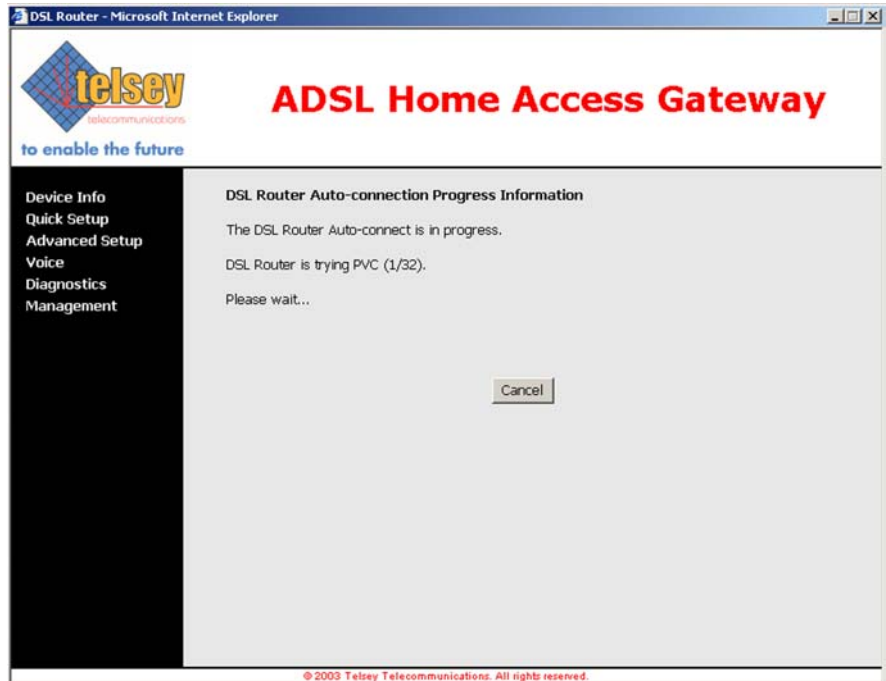 DSL Router - Microsoft Internet Explorer
telsey
telecommunications
to enable the future
ADSL Home Access Gateway
Device Info
Quick Setup
Advanced Setup
Voice
Diagnostics
Management
DSL Router Auto-connection Progress Information
The DSL Router Auto-connect is in progress.
DSL Router is trying PVC (1/32).
Please wait...
Cancel
© 2003 Telsey Telecommunications. All rights reserved.